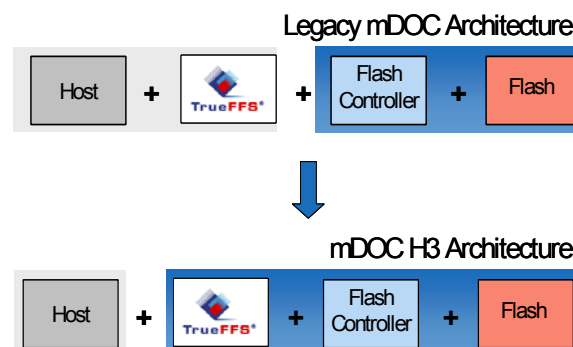 Legacy mDOC Architecture
Host + TrueFFS® + Flash Controller + Flash
mDOC H3 Architecture
Host + TrueFFS® + Flash Controller + Flash